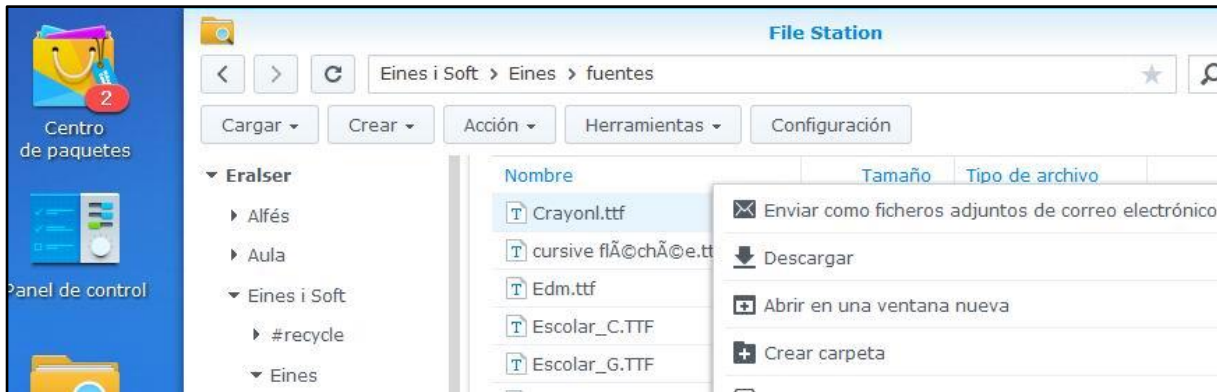 2
Centro
de paquetes
Panel de control
File Station
Eines i Soft > Eines > fuentes
Cargar
Crear
Acción
Herramientas
Configuración
Eralser
Alfés
Aula
Eines i Soft
#recycle
Eines
Nombre
Tamaño
Tipo de archivo
Crayonl.ttf
cursive flÃ©chÃ©e.tt
Edm.ttf
Escolar_C.TTF
Escolar_G.TTF
Enviar como ficheros adjuntos de correo electrónico
Descargar
Abrir en una ventana nueva
Crear carpeta